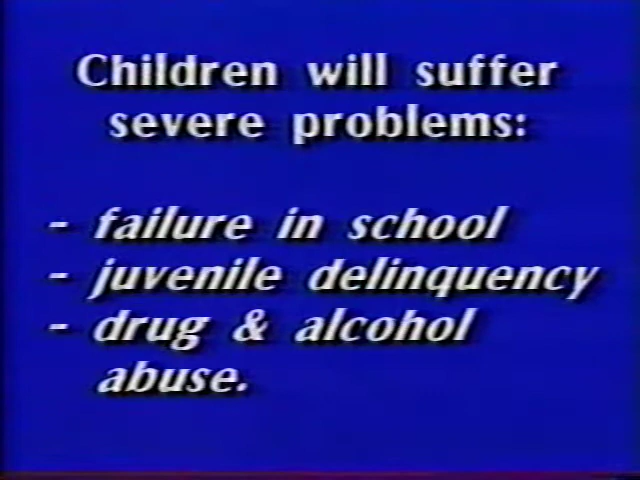 Children will suffer
severe problems:
- failure in school
- juvenile delinquency
- drug & alcohol
abuse.